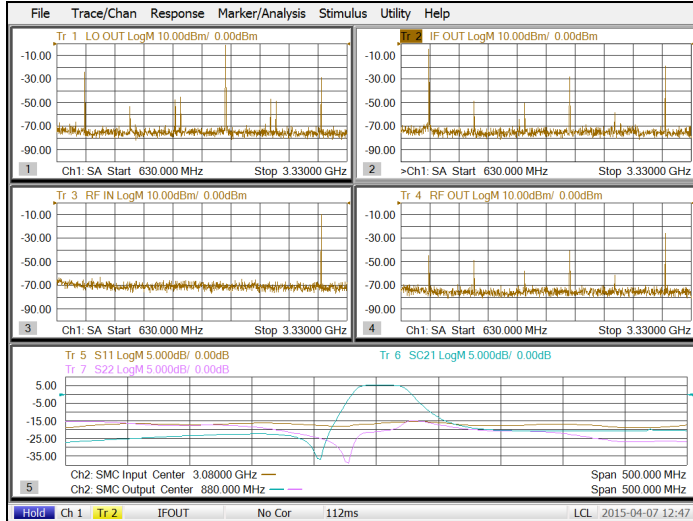 File Trace/Chan Response Marker/Analysis Stimulus Utility Help
Tr 1 LO OUT LogM 10.00dBm/ 0.00dBm
-10.00
-30.00
-50.00
-70.00
-90.00
1
Ch1: SA Start 630.000 MHz Stop 3.33000 GHz
Tr 2 IF OUT LogM 10.00dBm/ 0.00dBm
-10.00
-30.00
-50.00
-70.00
-90.00
2
>Ch1: SA Start 630.000 MHz Stop 3.33000 GHz
Tr 3 RF IN LogM 10.00dBm/ 0.00dBm
-10.00
-30.00
-50.00
-70.00
-90.00
3
Ch1: SA Start 630.000 MHz Stop 3.33000 GHz
Tr 4 RF OUT LogM 10.00dBm/ 0.00dBm
-10.00
-30.00
-50.00
-70.00
-90.00
4
Ch1: SA Start 630.000 MHz Stop 3.33000 GHz
Tr 5 S11 LogM 5.000dB/ 0.00dB
Tr 6 SC21 LogM 5.000dB/ 0.00dB
Tr 7 S22 LogM 5.000dB/ 0.00dB
5.00
-5.00
-15.00
-25.00
-35.00
5
Ch2: SMC Input Center 3.08000 GHz Span 500.000 MHz
Ch2: SMC Output Center 880.000 MHz Span 500.000 MHz
Hold Ch 1 Tr 2 IFOUT No Cor 112ms LCL 2015-04-07 12:47